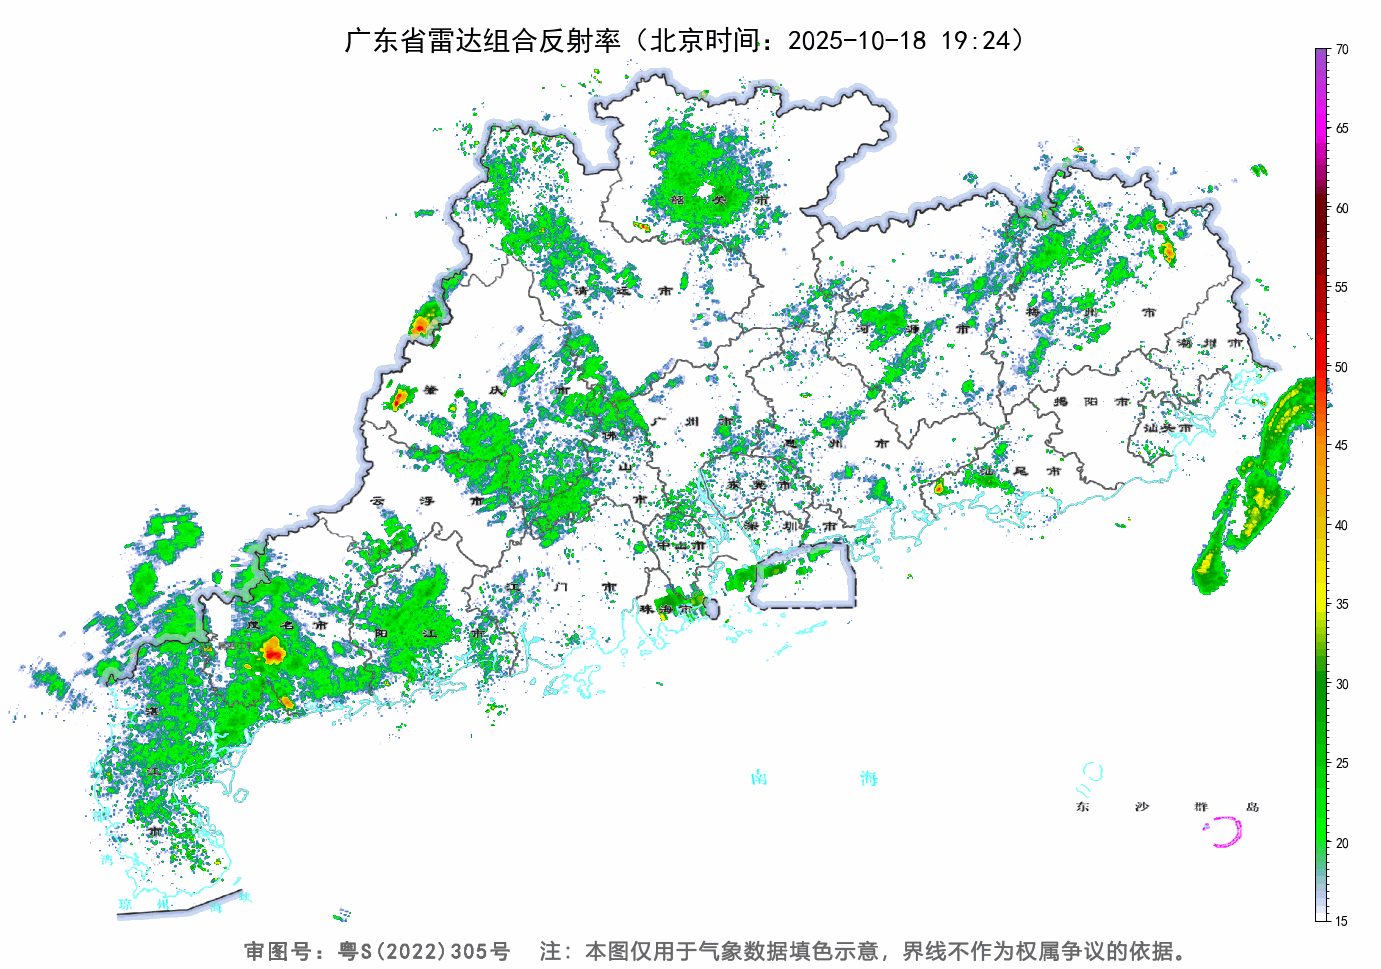 广东省雷达组合反射率（北京时间：2025-10-18 19:24）
70
65
60
55
50
45
40
35
30
25
20
15
韶 关 市
清 远 市
河 源 市
梅 州 市
潮 州 市
肇 庆 市
广 州 市
揭 阳 市
汕 头 市
佛 山 市
惠 州 市
汕 尾 市
云 浮 市
东 莞 市
深 圳 市
中 山 市
江 门 市
珠 海 市
茂 名 市
阳 江 市
湛 江 市
南 海
东 沙 群 岛
湾
琼 州 海 峡
审图号：粤S(2022)305号 注：本图仅用于气象数据填色示意，界线不作为权属争议的依据。